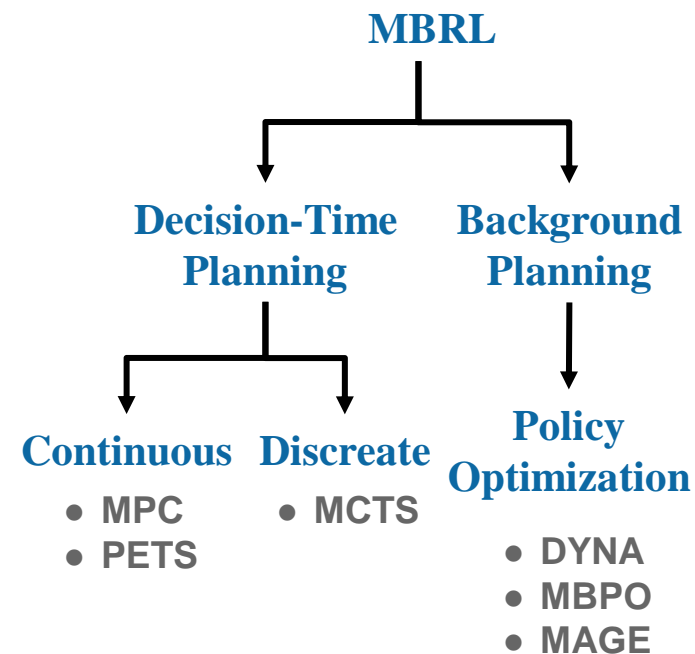 MBRL
Decision-Time
Planning
Background
Planning
Continuous
● MPC
● PETS
Discreate
● MCTS
Policy
Optimization
● DYNA
● MBPO
● MAGE